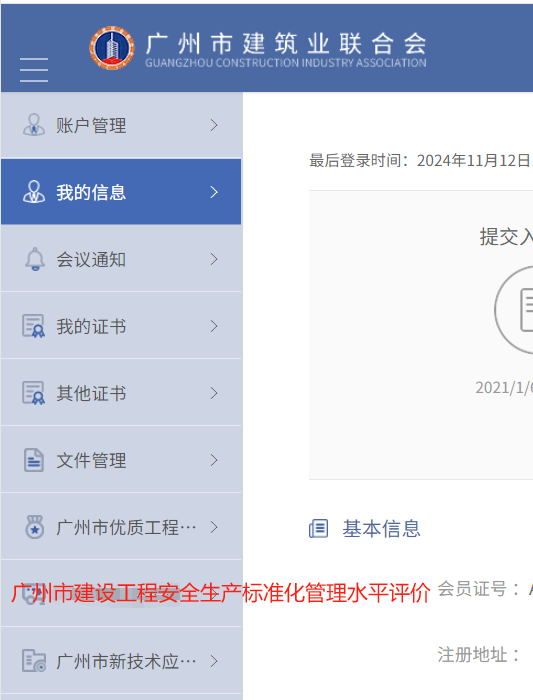 广州市建筑业联合会
GUANGZHOU CONSTRUCTION INDUSTRY ASSOCIATION
账户管理
我的信息
会议通知
我的证书
其他证书
文件管理
广州市优质工程…
广州市建设工程安全生产标准化管理水平评价
广州市新技术应…
最后登录时间：2024年11月12日
提交入
2021/1/6
基本信息
会员证号：
注册地址：